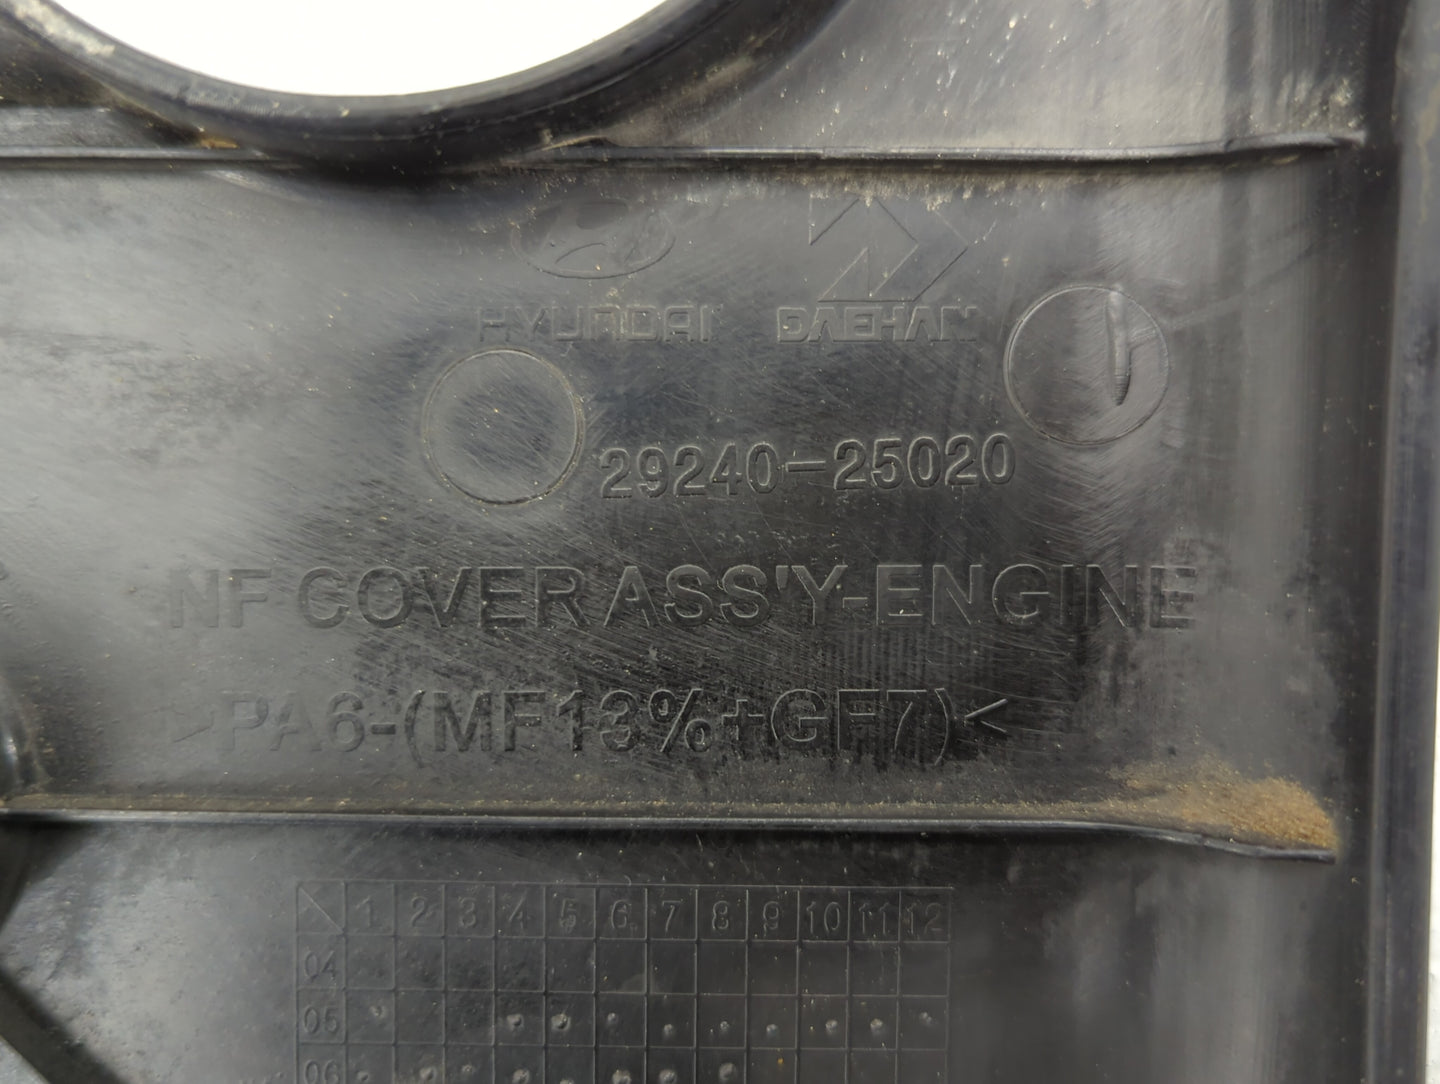 HYUNDAI DAEHAN
29240-25020
NF COVER ASS'Y-ENGINE
>PA6-(MF13%+GF7)<
1 2 3 4 5 6 7 8 9 10 11 12
04
05
06